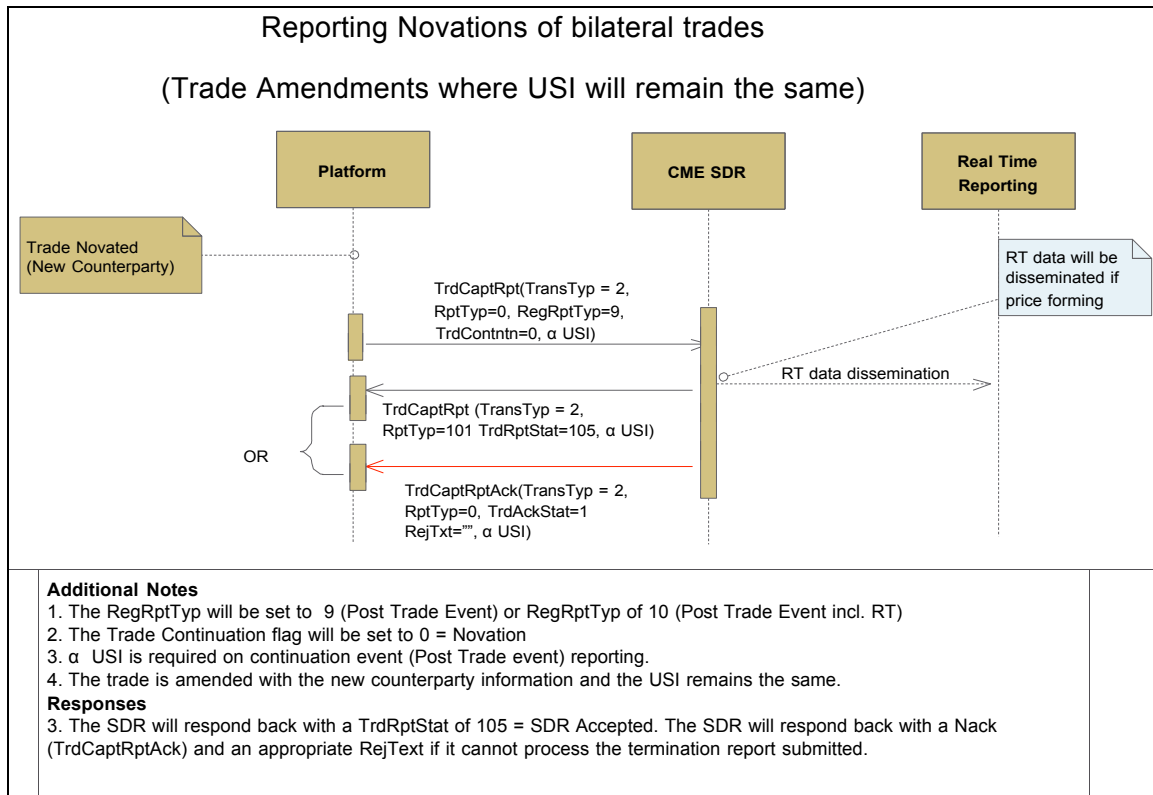 Reporting Novations of bilateral trades
(Trade Amendments where USI will remain the same)
Platform
CME SDR
Real Time
Reporting
Trade Novated
(New Counterparty)
RT data will be
disseminated if
price forming
TrdCaptRpt(TransTyp = 2,
RptTyp=0, RegRptTyp=9,
TrdContntn=0, α USI)
RT data dissemination
TrdCaptRpt (TransTyp = 2,
RptTyp=101 TrdRptStat=105, α USI)
OR
TrdCaptRptAck(TransTyp = 2,
RptTyp=0, TrdAckStat=1
RejTxt=””, α USI)
Additional Notes
1. The RegRptTyp will be set to 9 (Post Trade Event) or RegRptTyp of 10 (Post Trade Event incl. RT)
2. The Trade Continuation flag will be set to 0 = Novation
3. α USI is required on continuation event (Post Trade event) reporting.
4. The trade is amended with the new counterparty information and the USI remains the same.
Responses
3. The SDR will respond back with a TrdRptStat of 105 = SDR Accepted. The SDR will respond back with a Nack
(TrdCaptRptAck) and an appropriate RejText if it cannot process the termination report submitted.